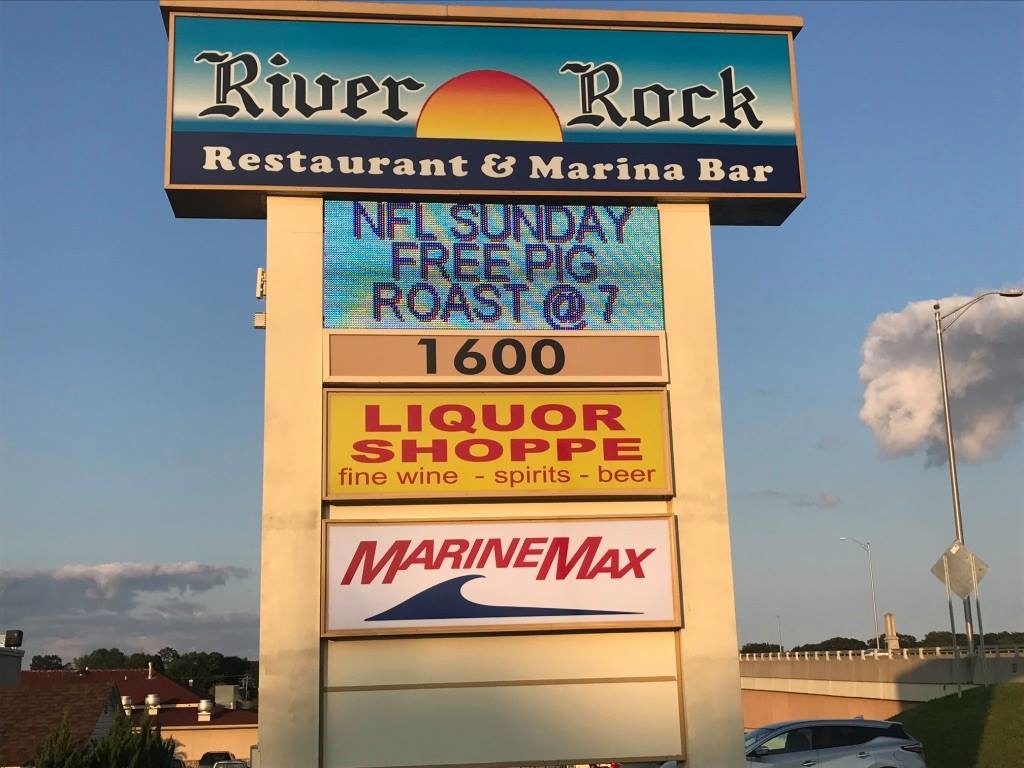 River Rock
Restaurant & Marina Bar
NFL SUNDAY
FREE PIG
ROAST @ 7
1600
LIQUOR
SHOPPE
fine wine - spirits - beer
MARINEMAX